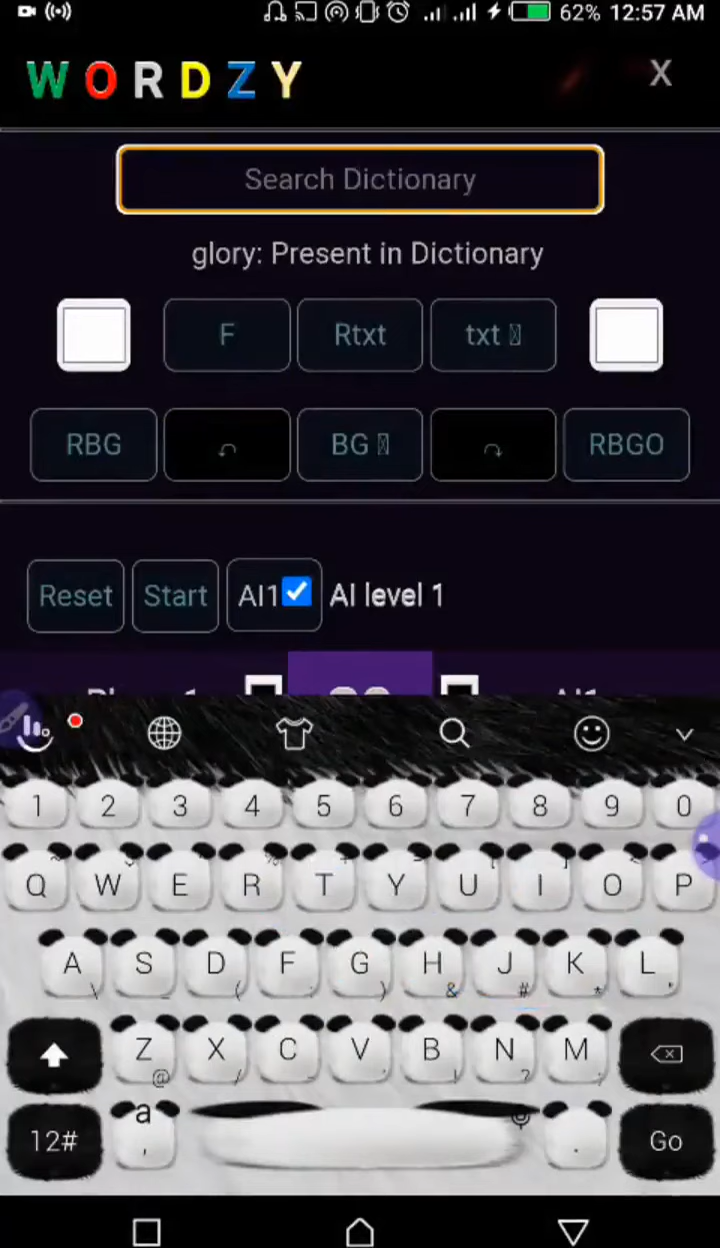 62% 12:57 AM
WORDZY X
Search Dictionary
glory: Present in Dictionary
F Rtxt txt
RBG BG RBGO
Reset Start AI1 AI level 1
1 2 3 4 5 6 7 8 9 0
Q W E R T Y U I O P
A S D F G H J K L
Z X C V B N M
12# a , . Go